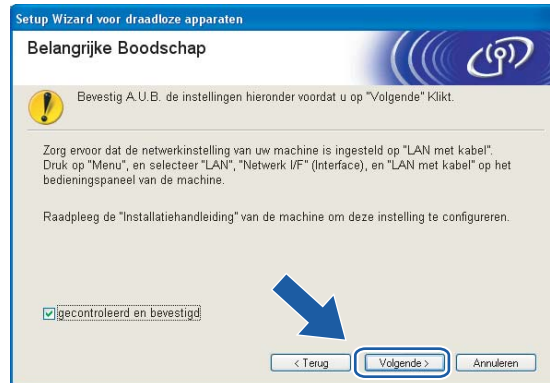 Setup Wizard voor draadloze apparaten
Belangrijke Boodschap
Bevestig A.U.B. de instellingen hieronder voordat u op "Volgende" Klikt.
Zorg ervoor dat de netwerkinstelling van uw machine is ingesteld op "LAN met kabel".
Druk op "Menu", en selecteer "LAN", "Netwerk I/F" (Interface), en "LAN met kabel" op het
bedieningspaneel van de machine.
Raadpleeg de "Installatiehandleiding" van de machine om deze instelling te configureren.
gecontroleerd en bevestigd
< Terug
Volgende >
Annuleren